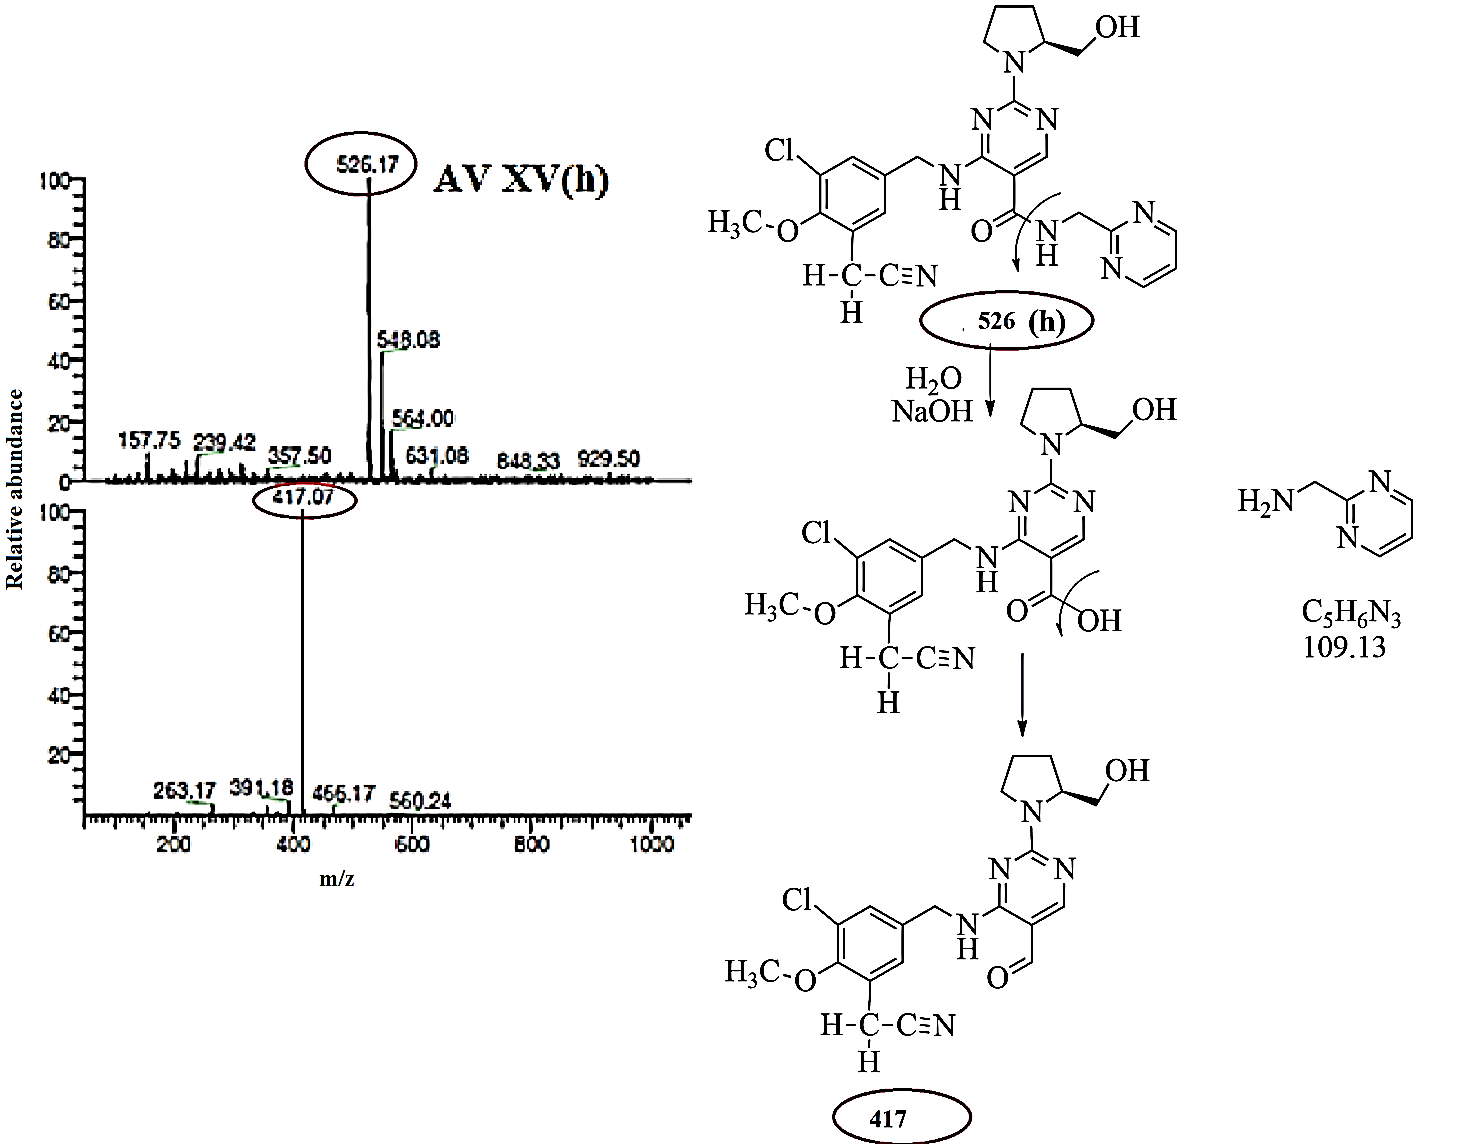 526.17
AV XV(h)
100
80
60
40
20
0
548.08
564.00
157.75
239.42
357.50
631.08
848.33
929.50
Relative abundance
417.07
100
80
60
40
20
263.17
391.18
466.17
560.24
200
400
600
800
1000
m/z
OH
N
N
N
Cl
N
H
H3C
O
O
N
H
N
N
H-C-C≡N
H
526 (h)
H2O
NaOH
OH
N
N
N
Cl
N
H
H3C
O
O
OH
H-C-C≡N
H
H2N
N
N
C5H6N3
109.13
OH
N
N
N
Cl
N
H
H3C
O
O
H-C-C≡N
H
417